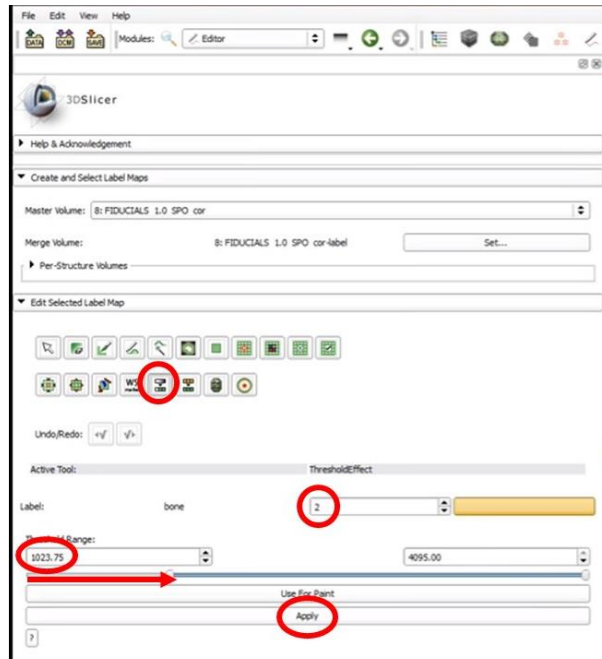 File Edit View Help
DATA DCM SAVE Modules: Editor
3DSlicer
Help & Acknowledgement
Create and Select Label Maps
Master Volume: 8: FIDUCIALS 1.0 SPO cor
Merge Volume: 8: FIDUCIALS 1.0 SPO cor-label Set...
Per-Structure Volumes
Edit Selected Label Map
Undo/Redo:
Active Tool: ThresholdEffect
Label: bone 2
Threshold Range:
1023.75 4095.00
Use For Paint
Apply
?